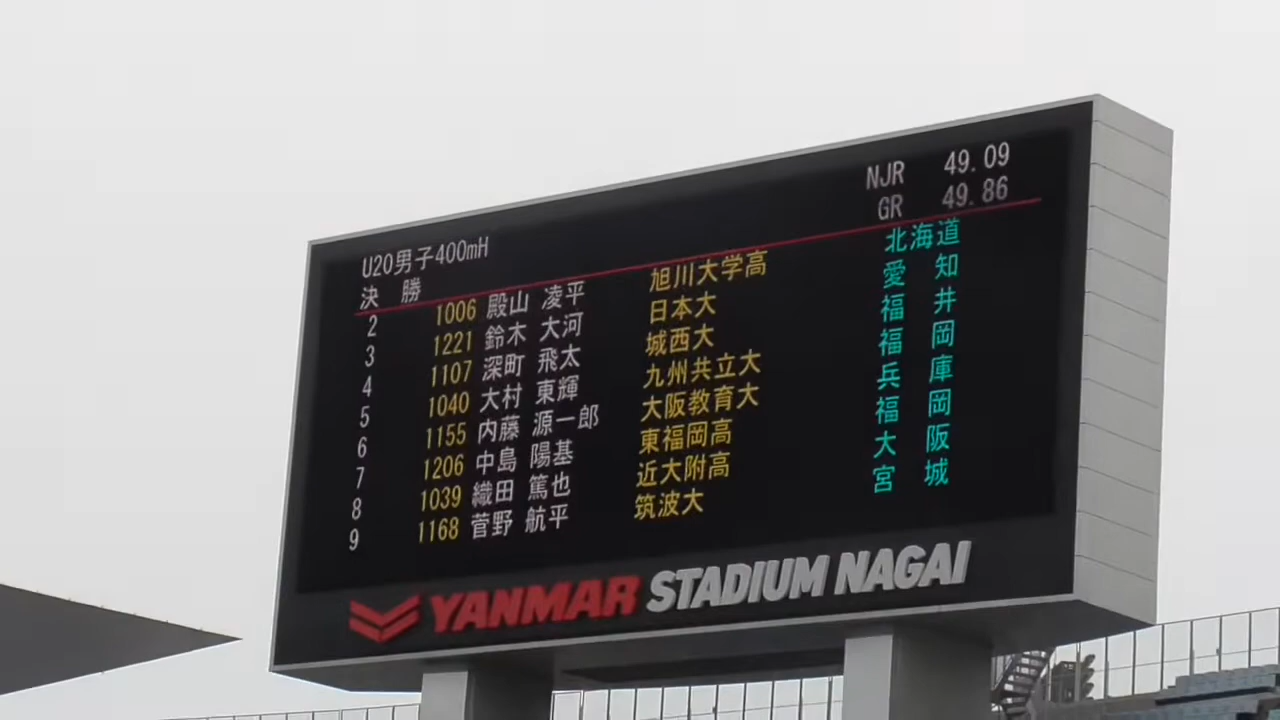 NJR 49.09
GR 49.86
U20男子400mH
決 勝
2 1006 殿山 凌平 旭川大学高 北海道
3 1221 鈴木 大河 日本大 愛 知
4 1107 深町 飛太 城西大 福 井
5 1040 大村 東輝 九州共立大 福 岡
6 1155 内藤 源一郎 大阪教育大 兵 庫
7 1206 中島 陽基 東福岡高 福 岡
8 1039 織田 篤也 近大附高 大 阪
9 1168 菅野 航平 筑波大 宮 城
YANMAR STADIUM NAGAI